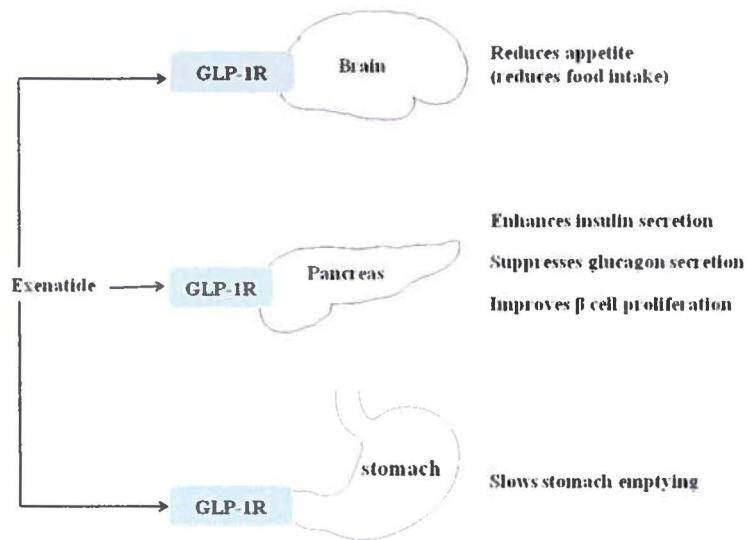 GLP-1R
Brain
Reduces appetite
(reduces food intake)
Enhances insulin secretion
Exenatide
GLP-1R
Pancreas
Suppresses glucagon secretion
Improves β cell proliferation
stomach
GLP-1R
Slows stomach emptying